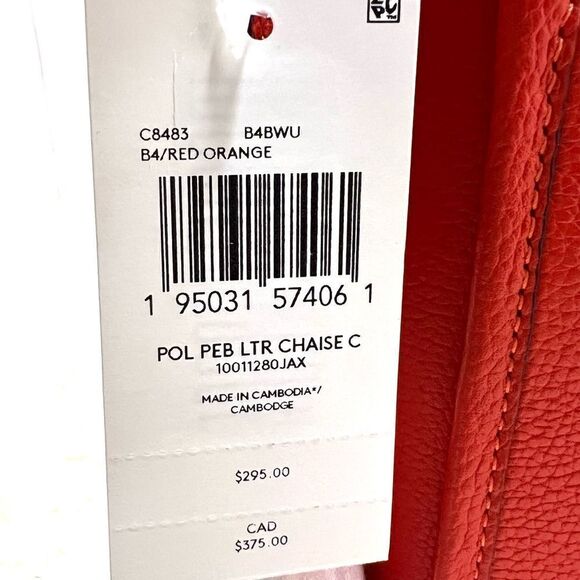 C8483 B4BWU
B4/RED ORANGE
1 95031 57406 1
POL PEB LTR CHAISE C
10011280JAX
MADE IN CAMBODIA*/
CAMBODGE
$295.00
CAD
$375.00